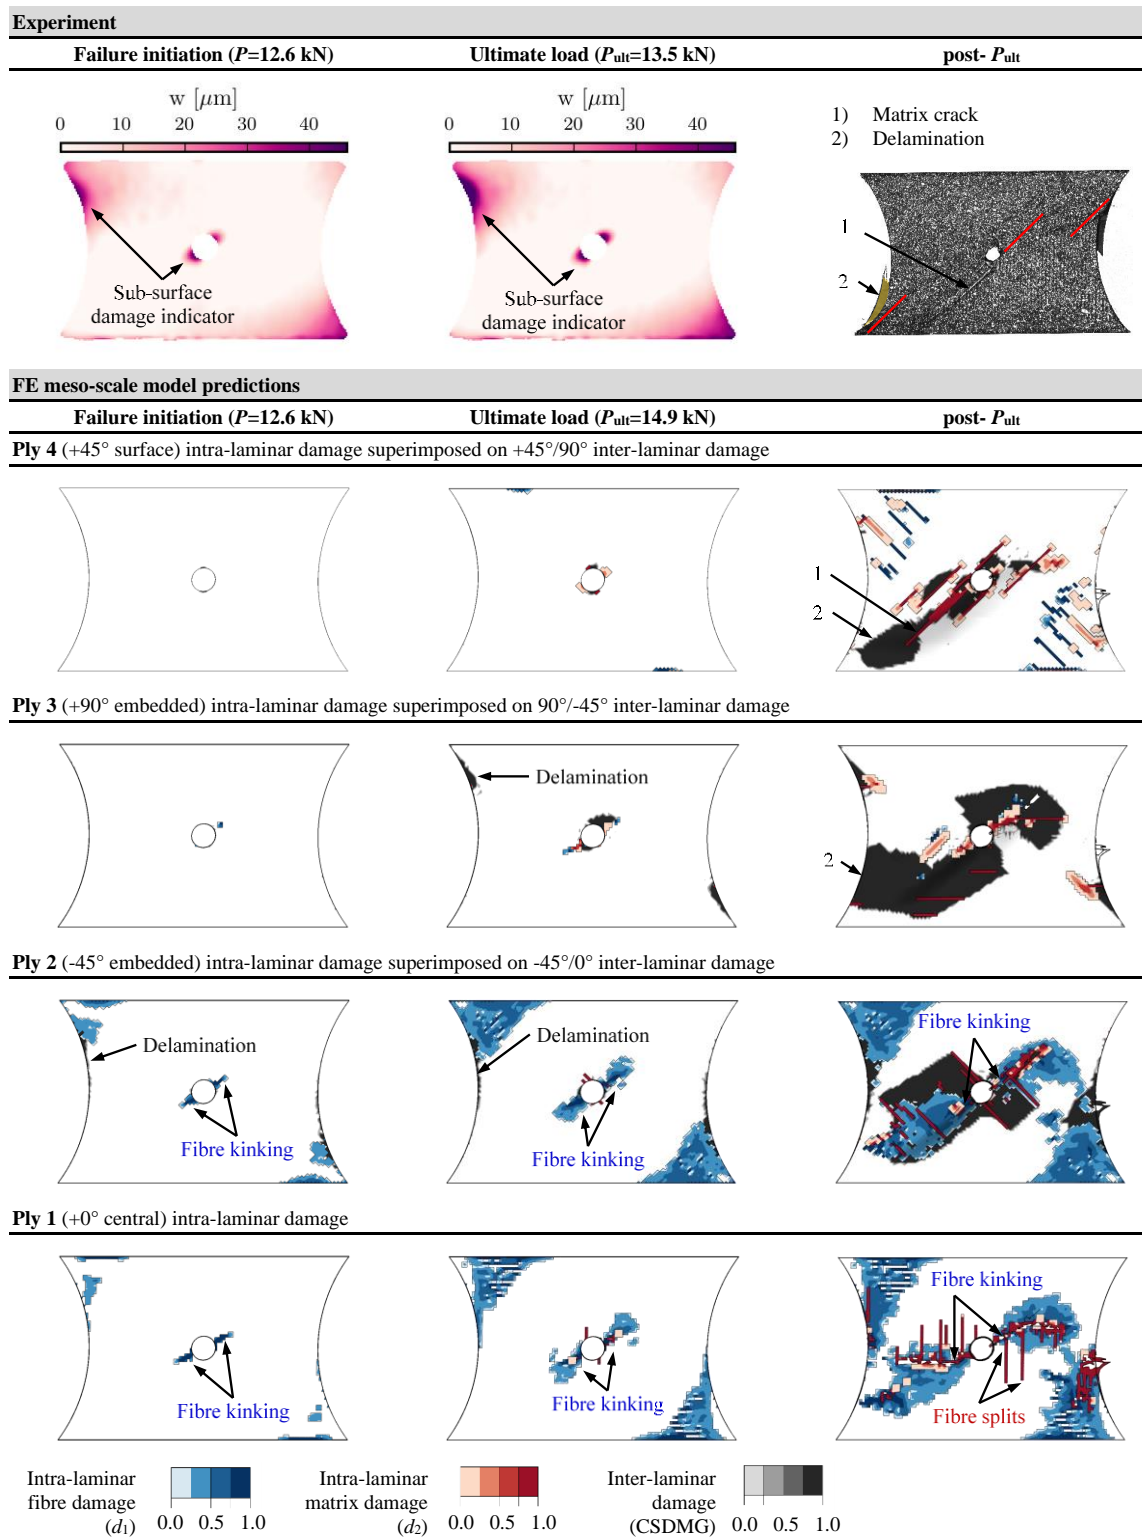 Experiment
Failure initiation (P=12.6 kN)
Ultimate load (Pult=13.5 kN)
post- Pult
w [μm]
0 10 20 30 40
Sub-surface
damage indicator
w [μm]
0 10 20 30 40
Sub-surface
damage indicator
1) Matrix crack
2) Delamination
1
2
FE meso-scale model predictions
Failure initiation (P=12.6 kN)
Ultimate load (Pult=14.9 kN)
post- Pult
Ply 4 (+45° surface) intra-laminar damage superimposed on +45°/90° inter-laminar damage
1
2
Ply 3 (+90° embedded) intra-laminar damage superimposed on 90°/-45° inter-laminar damage
Delamination
2
Ply 2 (-45° embedded) intra-laminar damage superimposed on -45°/0° inter-laminar damage
Delamination
Fibre kinking
Delamination
Fibre kinking
Fibre kinking
Ply 1 (+0° central) intra-laminar damage
Fibre kinking
Fibre kinking
Fibre kinking
Fibre splits
Intra-laminar
fibre damage
(d1)
0.0 0.5 1.0
Intra-laminar
matrix damage
(d2)
0.0 0.5 1.0
Inter-laminar
damage
(CSDMG)
0.0 0.5 1.0